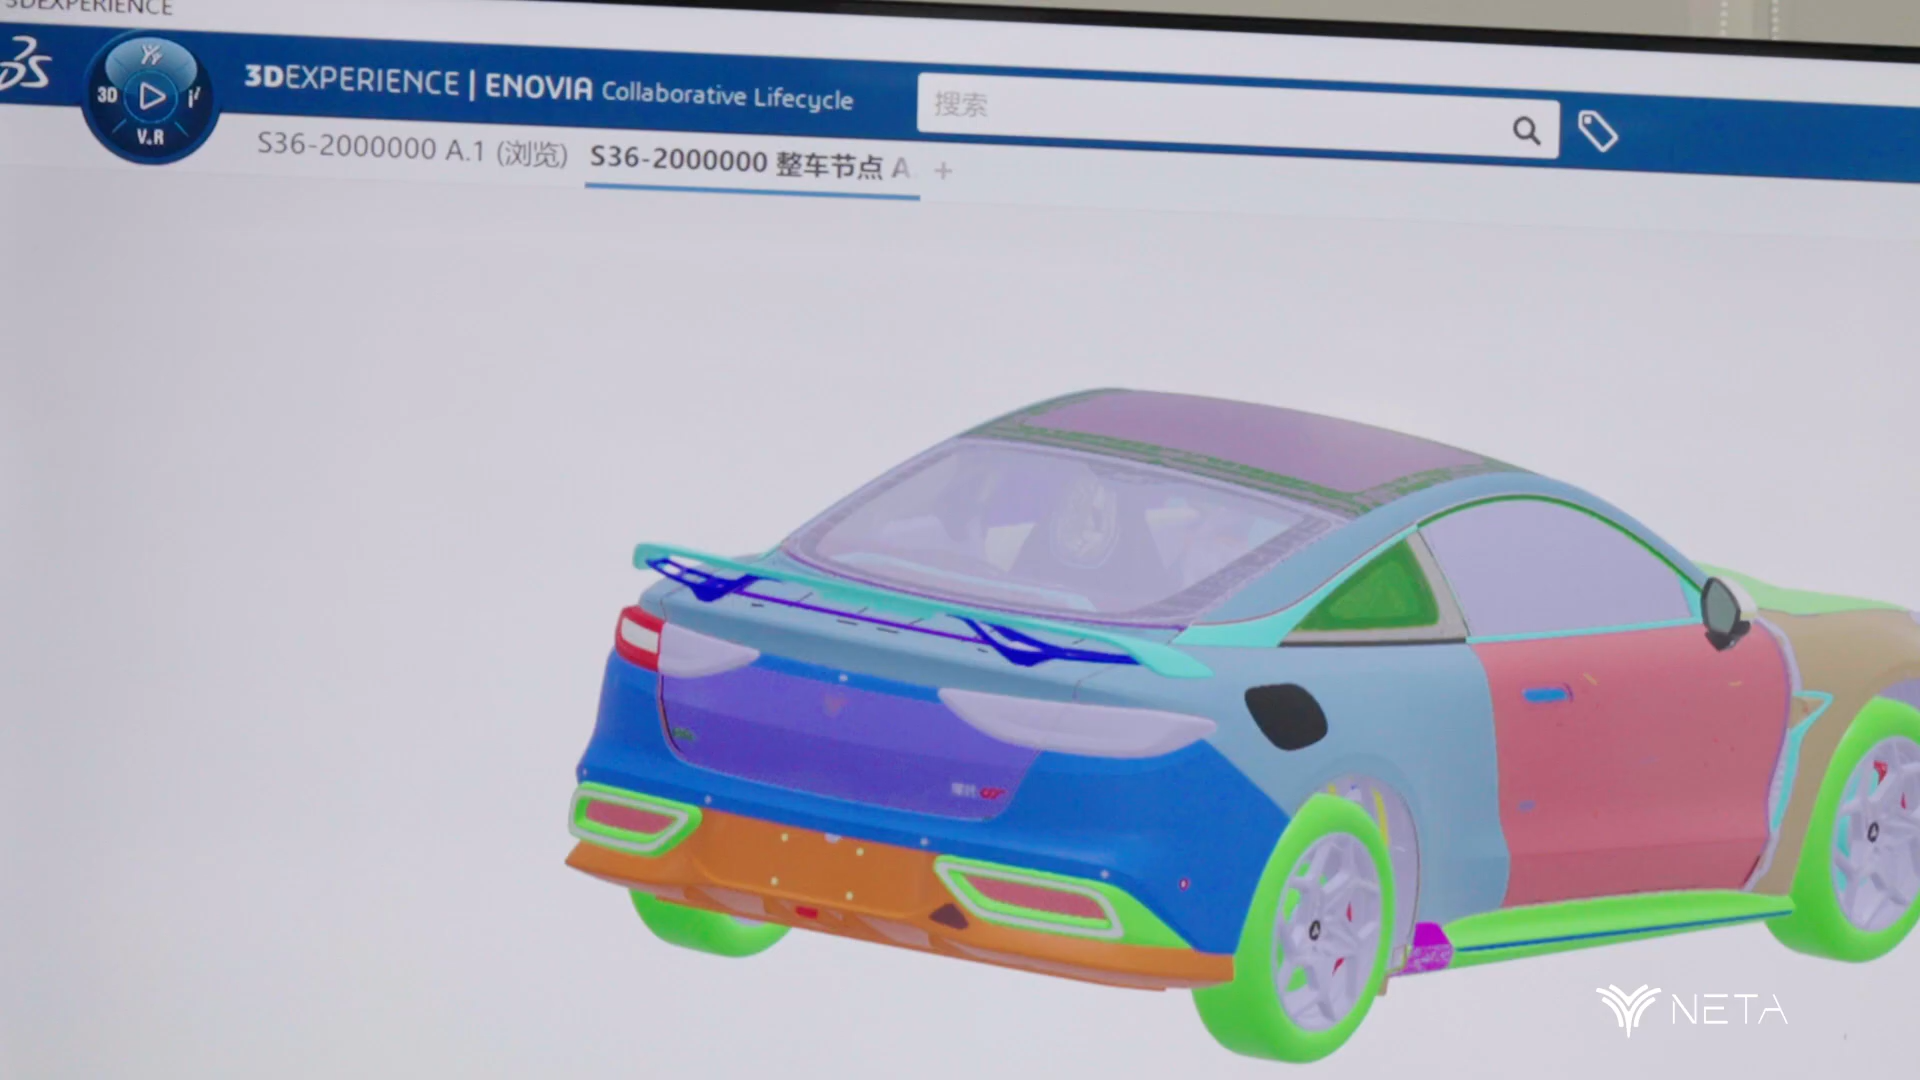 3DEXPERIENCE
3DS
3D V.R
3DEXPERIENCE | ENOVIA Collaborative Lifecycle
搜索
S36-2000000 A.1 (浏览)
S36-2000000 整车节点 A
+
NETA